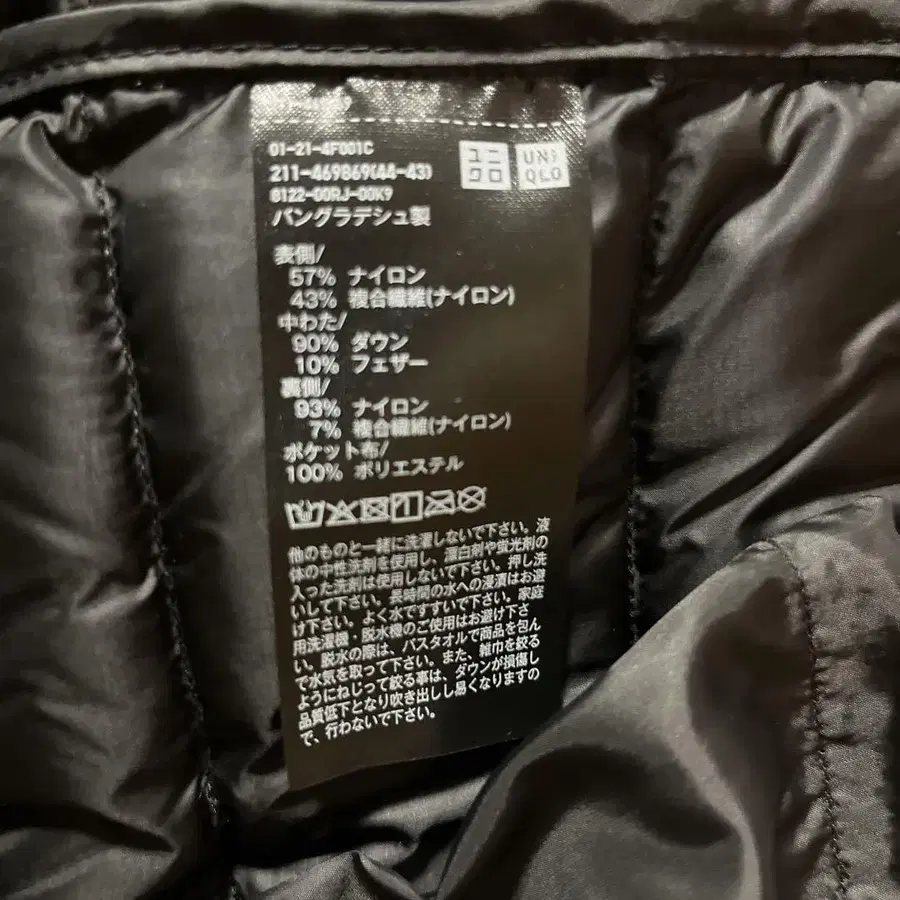 01-21-4F001C
211-469869(44-43)
8122-00RJ-00K9
バングラデシュ製
ユニ
クロ
UNI
QLO
表側/
57% ナイロン
43% 複合繊維(ナイロン)
中わた/
90% ダウン
10% フェザー
裏側/
93% ナイロン
7% 複合繊維(ナイロン)
ポケット布/
100% ポリエステル
他のものと一緒に洗濯しないで下さい。液
体の中性洗剤を使用し、漂白剤や蛍光剤の
入った洗剤は使用しないで下さい。押し洗
いして下さい。長時間の水への浸漬はお避
け下さい。よく水ですすいで下さい。家庭
用洗濯機・脱水機のご使用はお避け下さ
い。脱水の際は、バスタオルで商品を包ん
で水気を取って下さい。また、雑巾を絞る
ようにねじって絞る事は、ダウンが損傷し
品質低下となり吹き出しし易くなりますの
で、行わないで下さい。